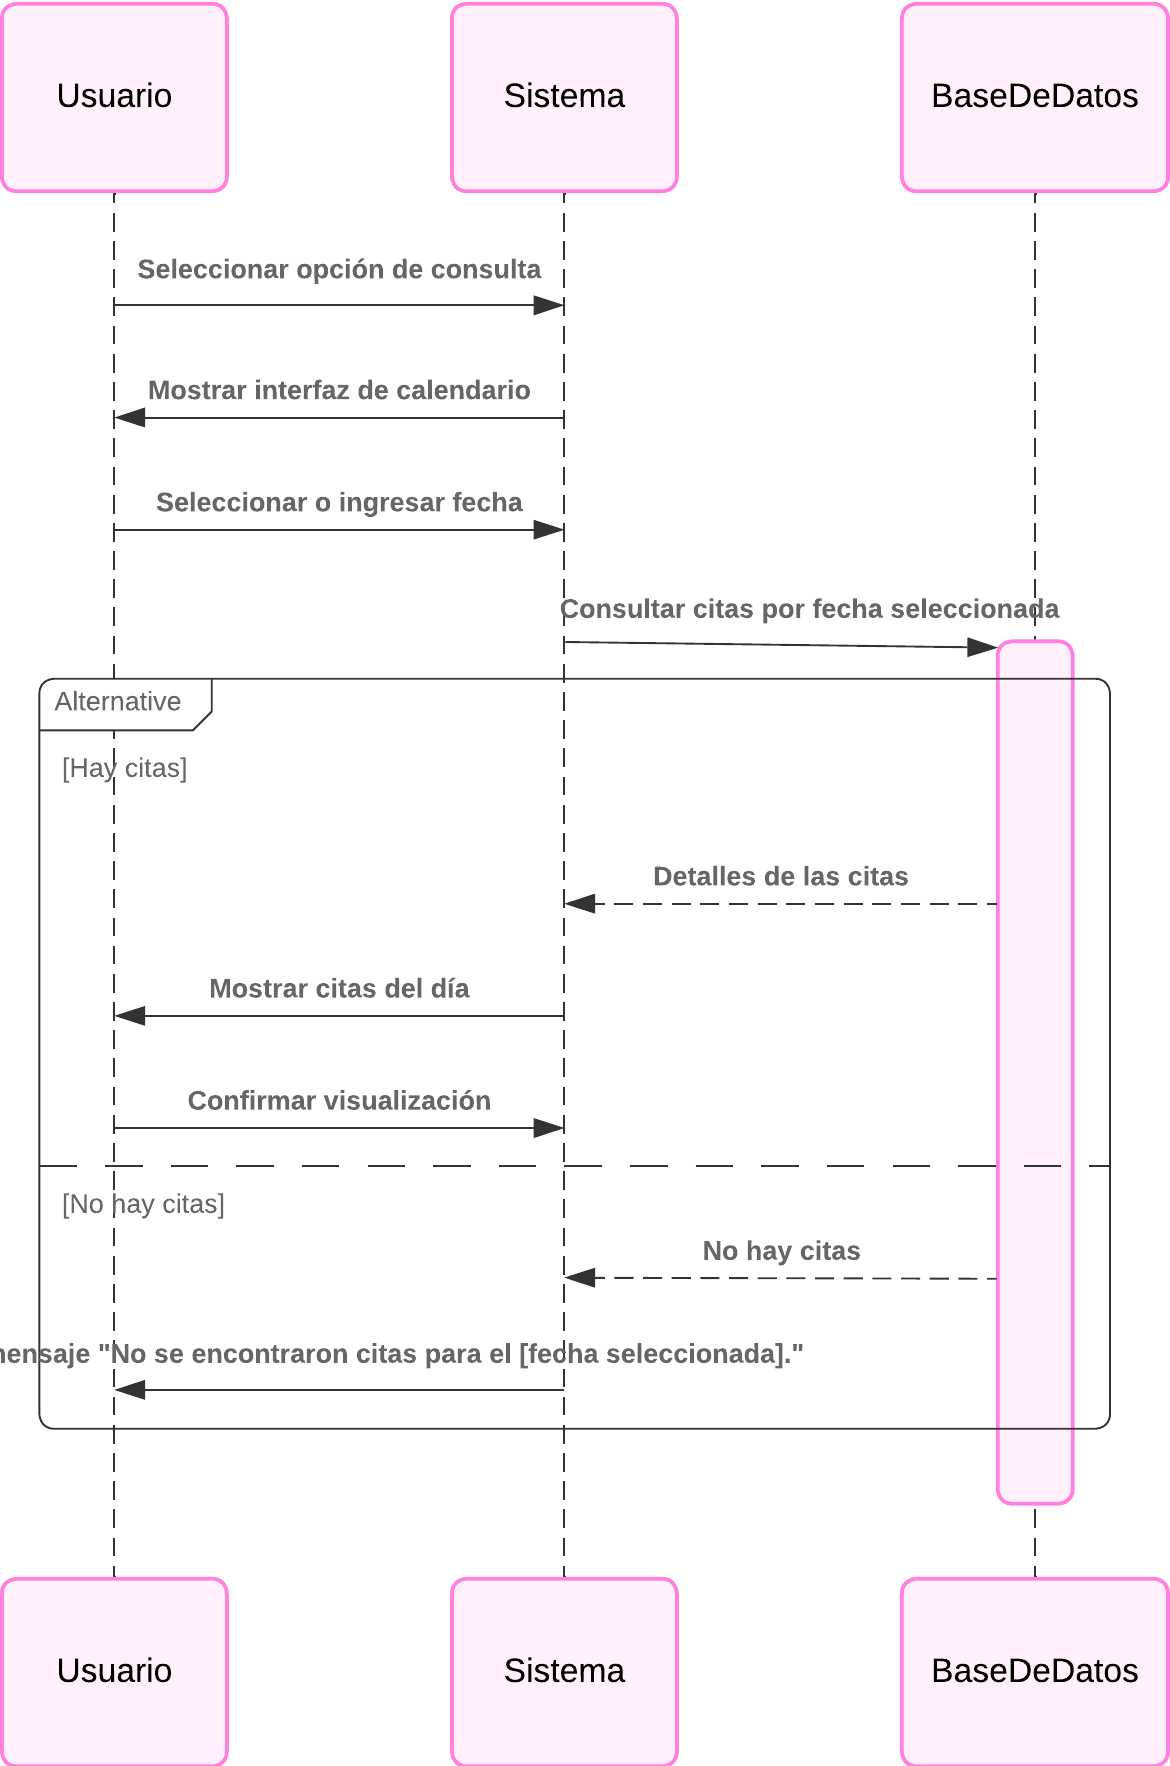 Usuario
Sistema
BaseDeDatos
Seleccionar opción de consulta
Mostrar interfaz de calendario
Seleccionar o ingresar fecha
Consultar citas por fecha seleccionada
Alternative
[Hay citas]
Detalles de las citas
Mostrar citas del día
Confirmar visualización
[No hay citas]
No hay citas
"No se encontraron citas para el [fecha seleccionada]."
Usuario
Sistema
BaseDeDatos